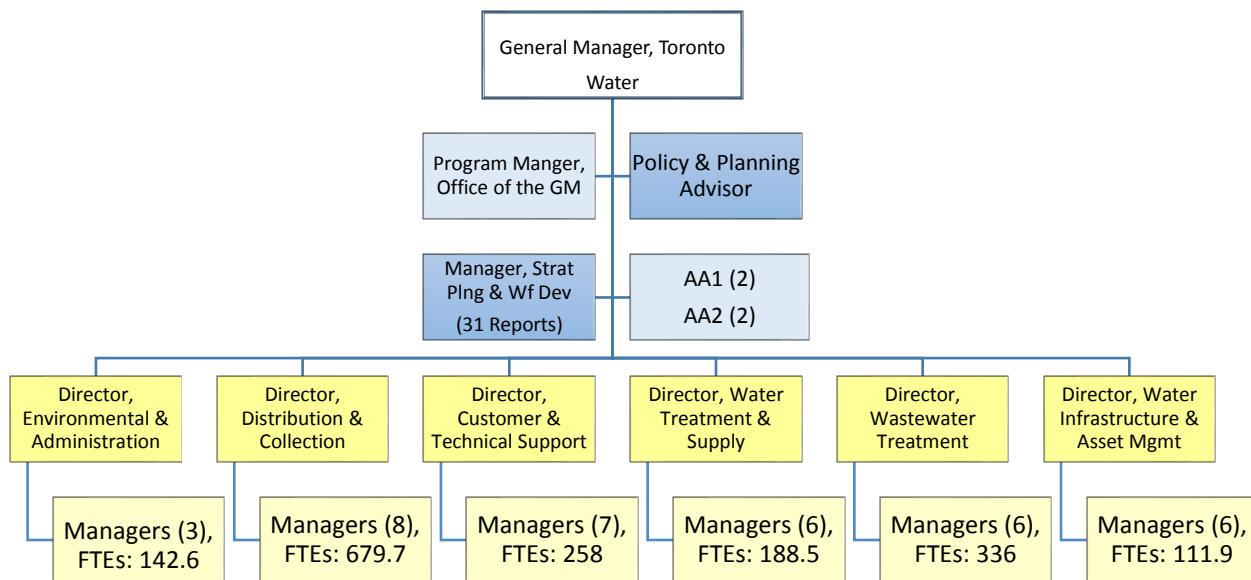 General Manager, Toronto
Water
Program Manger,
Office of the GM
Policy & Planning
Advisor
Manager, Strat
Plng & Wf Dev
(31 Reports)
AA1 (2)
AA2 (2)
Director,
Environmental &
Administration
Director,
Distribution &
Collection
Director,
Customer &
Technical Support
Director, Water
Treatment &
Supply
Director,
Wastewater
Treatment
Director, Water
Infrastructure &
Asset Mgmt
Managers (3),
FTEs: 142.6
Managers (8),
FTEs: 679.7
Managers (7),
FTEs: 258
Managers (6),
FTEs: 188.5
Managers (6),
FTEs: 336
Managers (6),
FTEs: 111.9